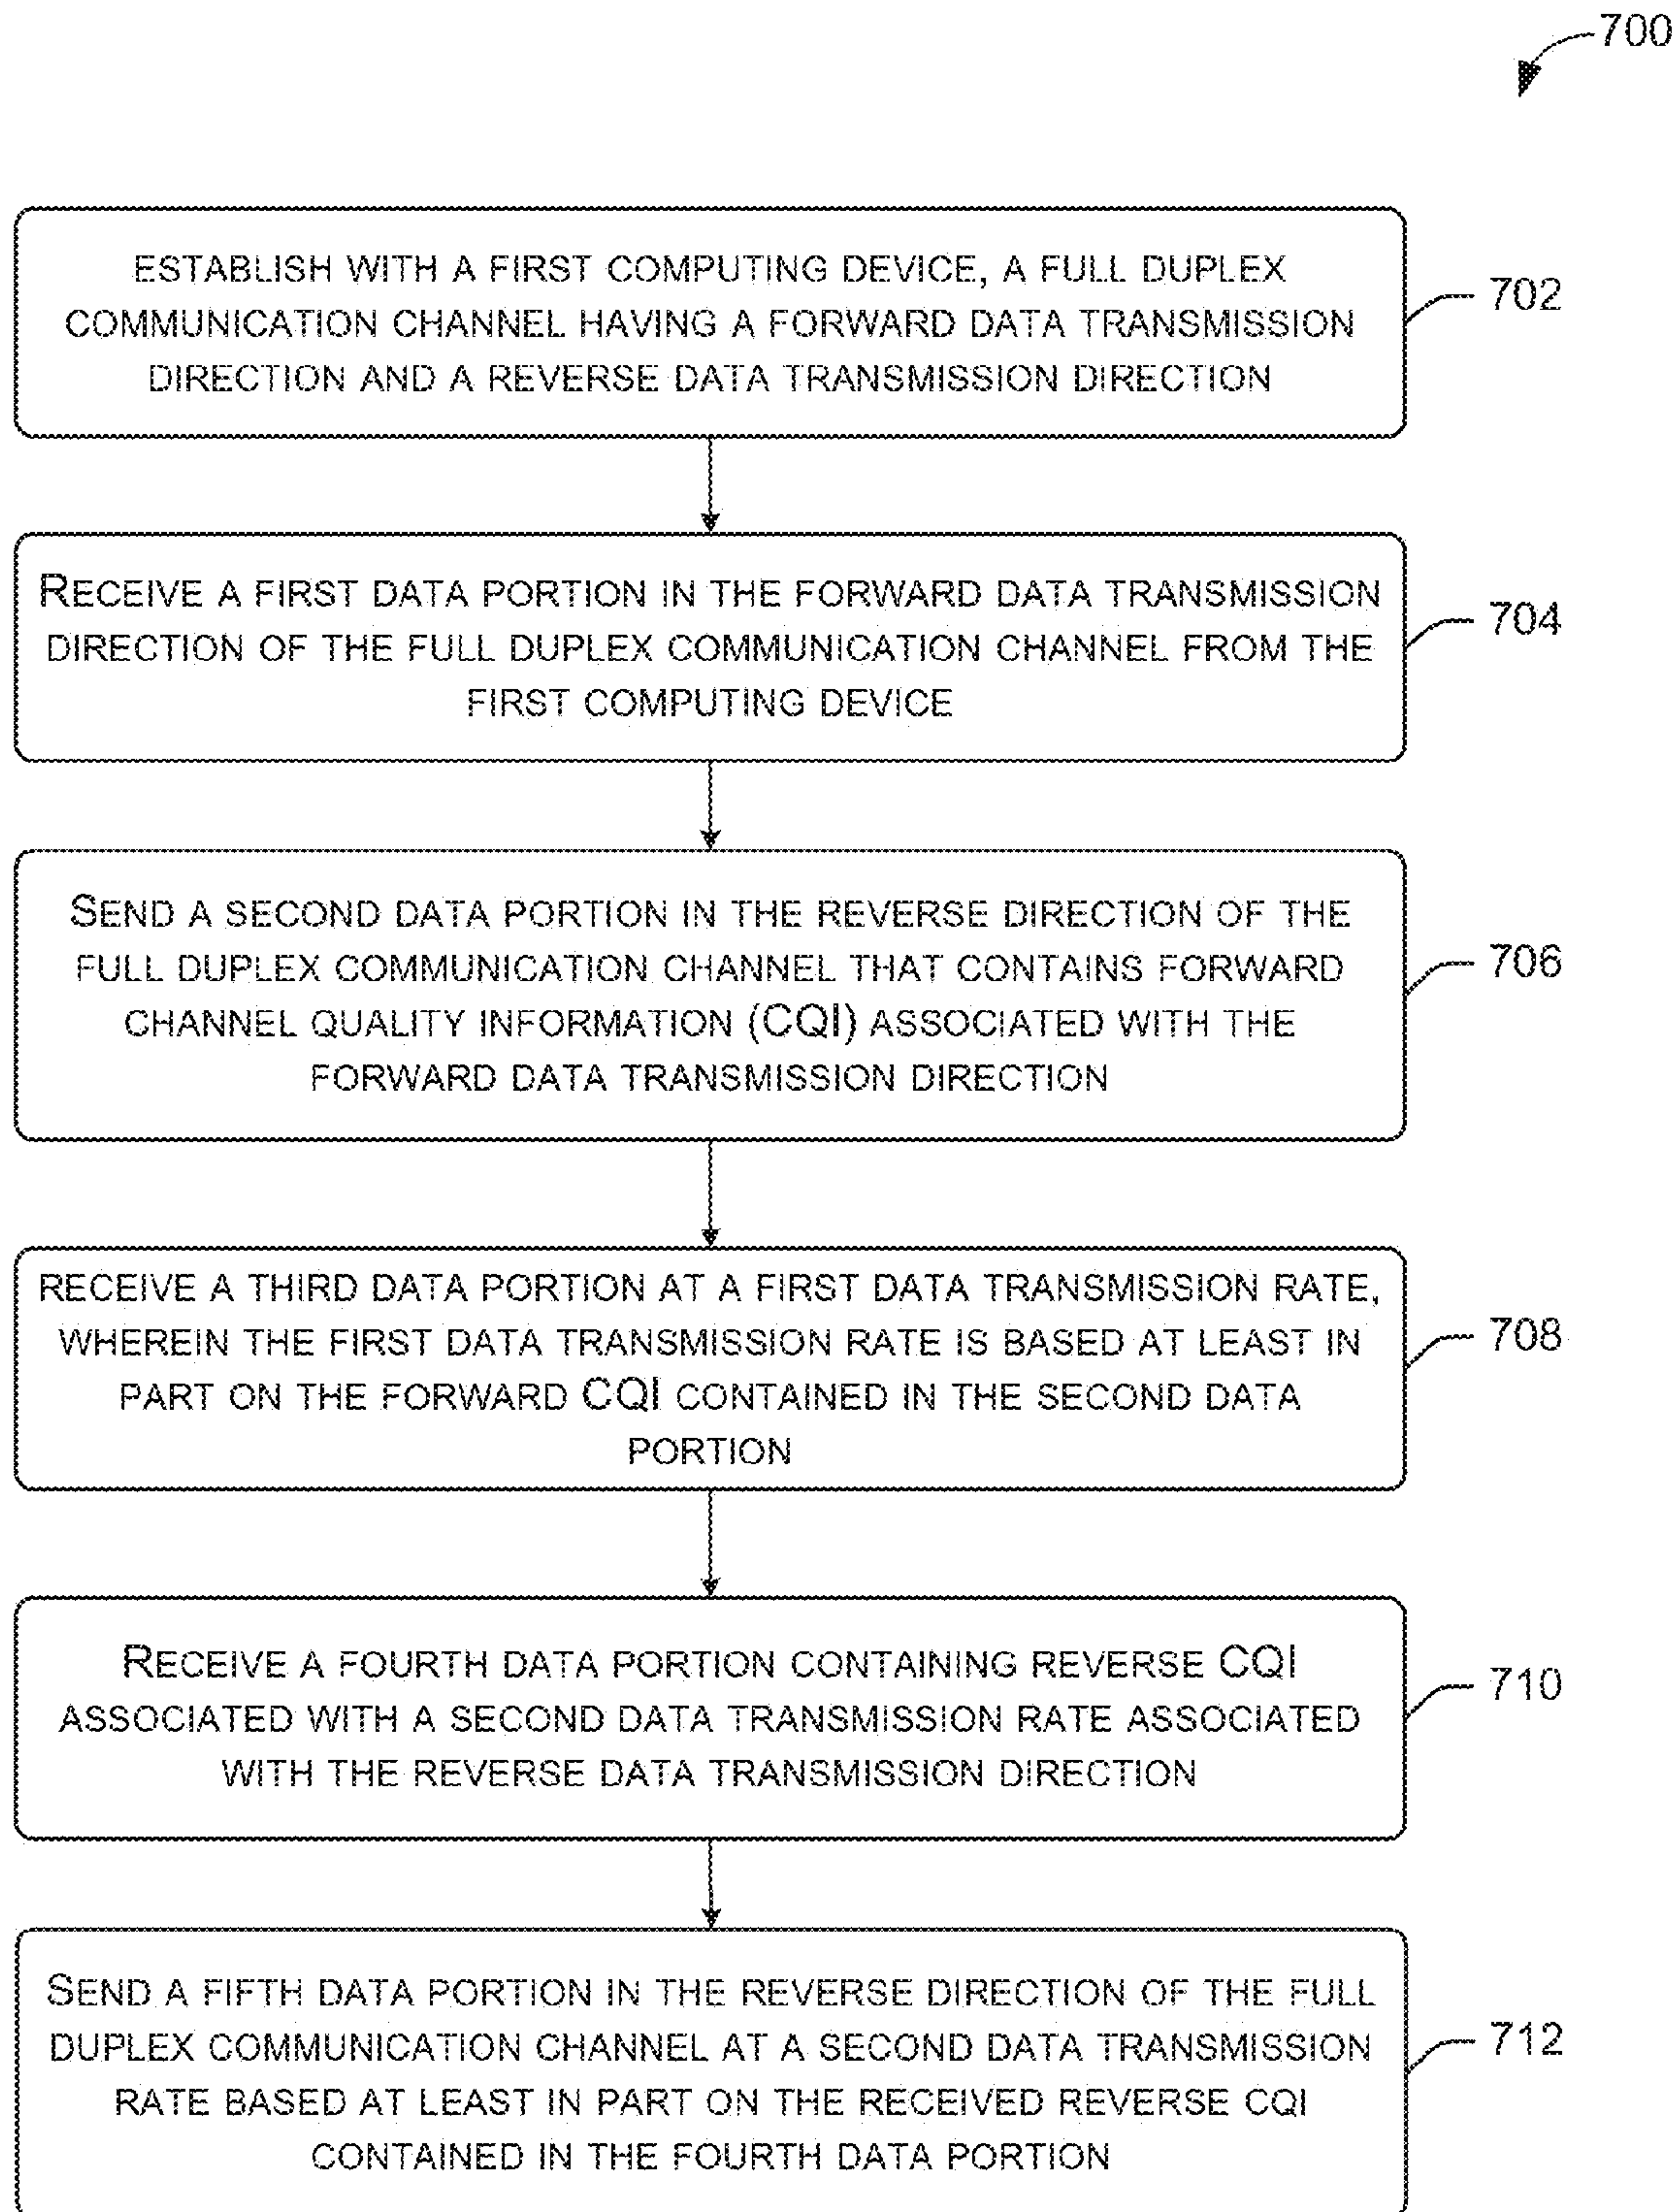 700
ESTABLISH WITH A FIRST COMPUTING DEVICE, A FULL DUPLEX
COMMUNICATION CHANNEL HAVING A FORWARD DATA TRANSMISSION
DIRECTION AND A REVERSE DATA TRANSMISSION DIRECTION
702
RECEIVE A FIRST DATA PORTION IN THE FORWARD DATA TRANSMISSION
DIRECTION OF THE FULL DUPLEX COMMUNICATION CHANNEL FROM THE
FIRST COMPUTING DEVICE
704
SEND A SECOND DATA PORTION IN THE REVERSE DIRECTION OF THE
FULL DUPLEX COMMUNICATION CHANNEL THAT CONTAINS FORWARD
CHANNEL QUALITY INFORMATION (CQI) ASSOCIATED WITH THE
FORWARD DATA TRANSMISSION DIRECTION
706
RECEIVE A THIRD DATA PORTION AT A FIRST DATA TRANSMISSION RATE,
WHEREIN THE FIRST DATA TRANSMISSION RATE IS BASED AT LEAST IN
PART ON THE FORWARD CQI CONTAINED IN THE SECOND DATA
PORTION
708
RECEIVE A FOURTH DATA PORTION CONTAINING REVERSE CQI
ASSOCIATED WITH A SECOND DATA TRANSMISSION RATE ASSOCIATED
WITH THE REVERSE DATA TRANSMISSION DIRECTION
710
SEND A FIFTH DATA PORTION IN THE REVERSE DIRECTION OF THE FULL
DUPLEX COMMUNICATION CHANNEL AT A SECOND DATA TRANSMISSION
RATE BASED AT LEAST IN PART ON THE RECEIVED REVERSE CQI
CONTAINED IN THE FOURTH DATA PORTION
712